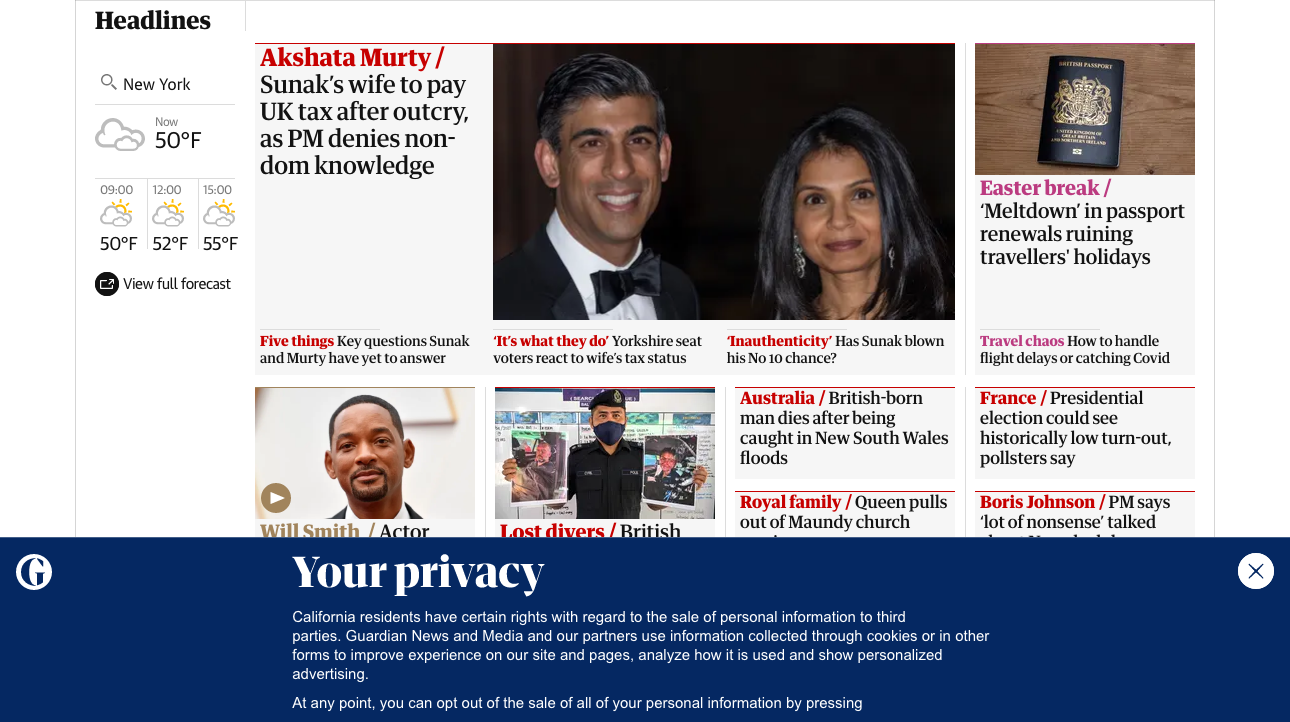 Headlines
New York
Now
50°F
09:00
12:00
15:00
50°F
52°F
55°F
View full forecast
Akshata Murty /
Sunak’s wife to pay
UK tax after outcry,
as PM denies non-
dom knowledge
Five things Key questions Sunak
and Murty have yet to answer
‘It’s what they do’ Yorkshire seat
voters react to wife’s tax status
‘Inauthenticity’ Has Sunak blown
his No 10 chance?
BRITISH PASSPORT
UNITED KINGDOM OF
GREAT BRITAIN
AND NORTHERN IRELAND
Easter break /
‘Meltdown’ in passport
renewals ruining
travellers' holidays
Travel chaos How to handle
flight delays or catching Covid
Will Smith / Actor
Lost divers / British
Australia / British-born
man dies after being
caught in New South Wales
floods
Royal family / Queen pulls
out of Maundy church
France / Presidential
election could see
historically low turn-out,
pollsters say
Boris Johnson / PM says
‘lot of nonsense’ talked
Your privacy
California residents have certain rights with regard to the sale of personal information to third
parties. Guardian News and Media and our partners use information collected through cookies or in other
forms to improve experience on our site and pages, analyze how it is used and show personalized
advertising.
At any point, you can opt out of the sale of all of your personal information by pressing